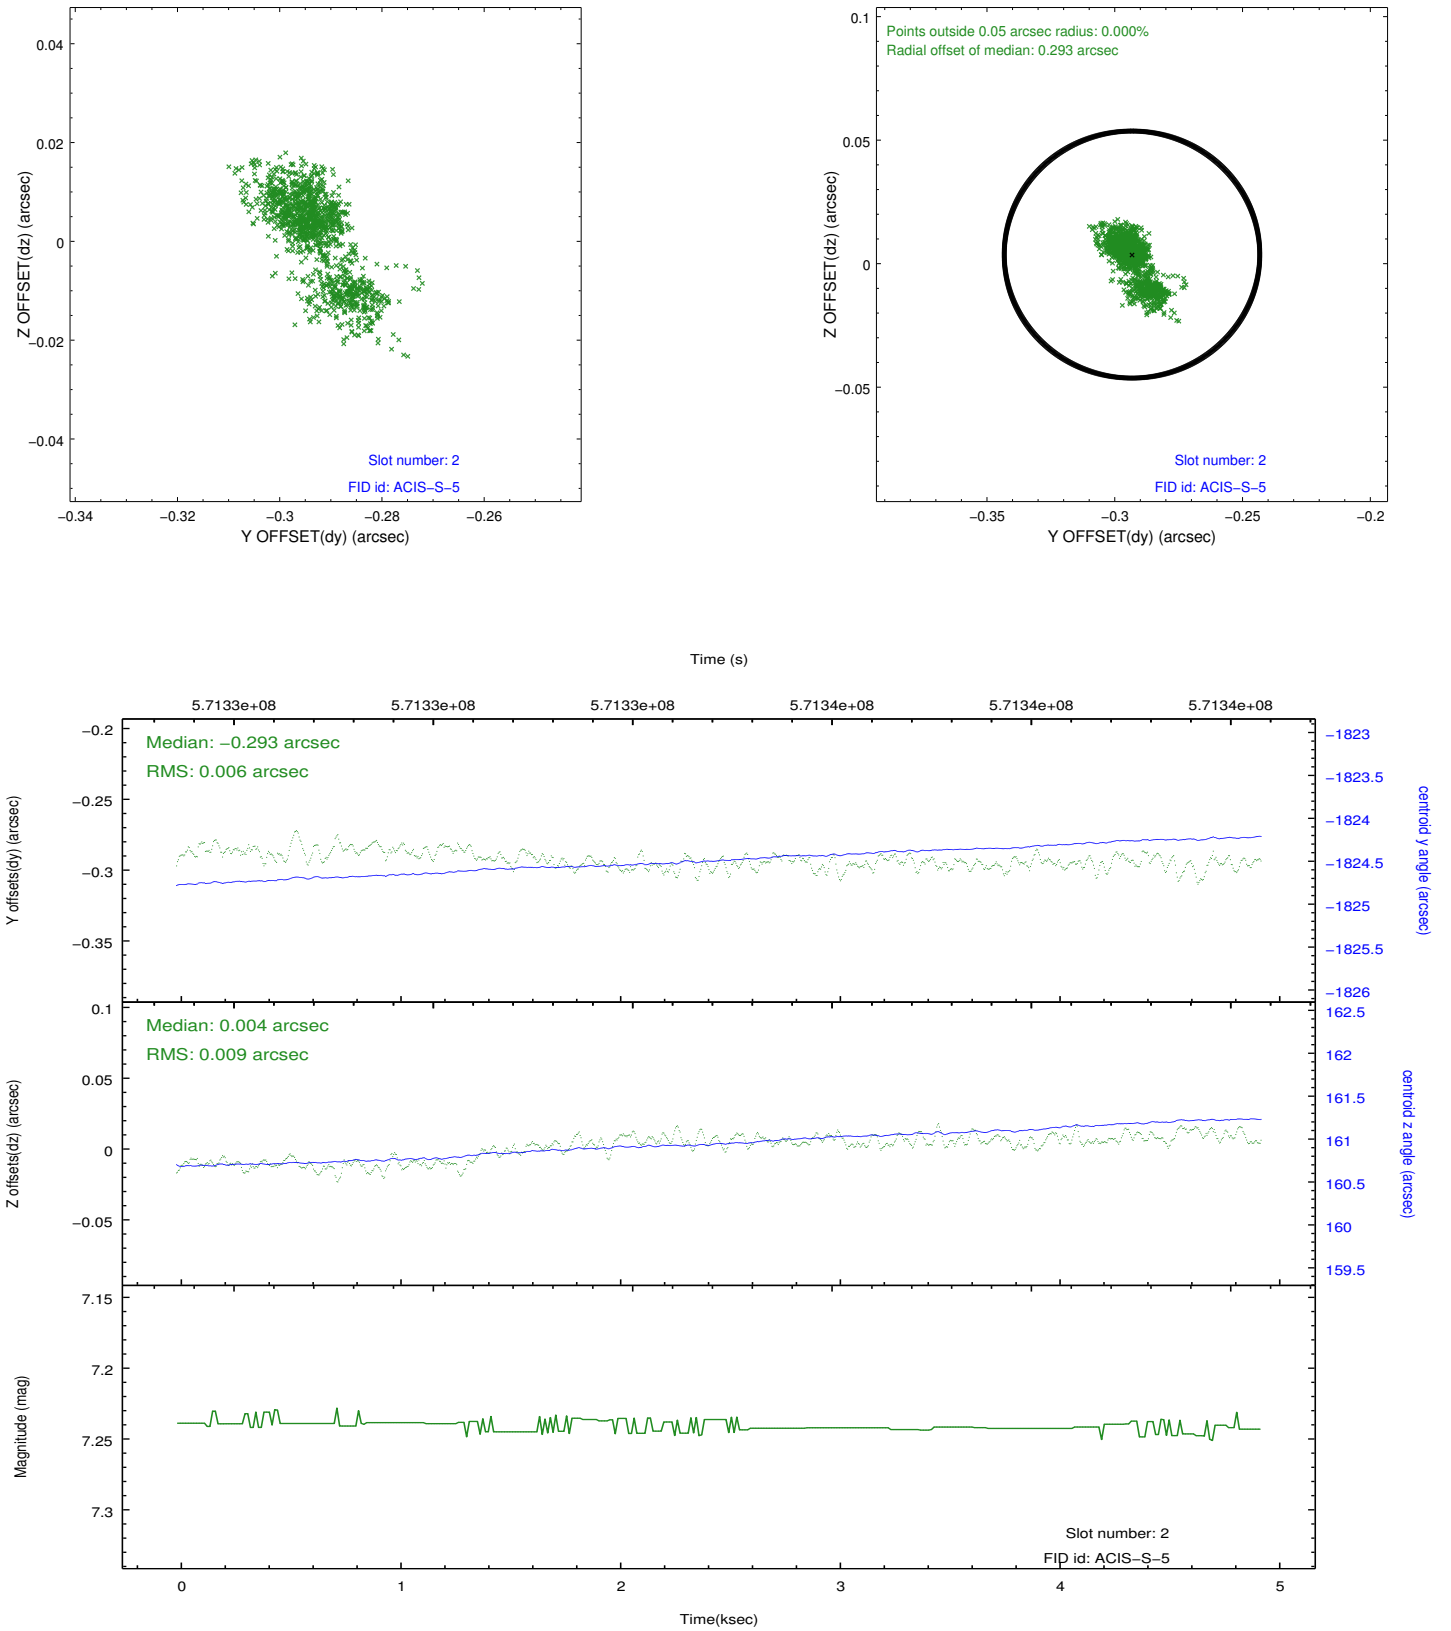 0.04
0.02
0
−0.02
−0.04
Z OFFSET(dz) (arcsec)
Slot number: 2
FID id: ACIS−S−5
−0.34
−0.32
−0.3
−0.28
−0.26
Y OFFSET(dy) (arcsec)
Points outside 0.05 arcsec radius: 0.000%
Radial offset of median: 0.293 arcsec
0.1
0.05
0
−0.05
Z OFFSET(dz) (arcsec)
Slot number: 2
FID id: ACIS−S−5
−0.35
−0.3
−0.25
−0.2
Y OFFSET(dy) (arcsec)
Time (s)
5.7133e+08
5.7133e+08
5.7133e+08
5.7134e+08
5.7134e+08
5.7134e+08
Median: −0.293 arcsec
RMS: 0.006 arcsec
−0.2
−0.25
−0.3
−0.35
Y offsets(dy) (arcsec)
−1823
−1823.5
−1824
−1824.5
−1825
−1825.5
−1826
centroid y angle (arcsec)
Median: 0.004 arcsec
RMS: 0.009 arcsec
0.1
0.05
0
−0.05
Z offsets(dz) (arcsec)
162.5
162
161.5
161
160.5
160
159.5
centroid z angle (arcsec)
7.15
7.2
7.25
7.3
Magnitude (mag)
Slot number: 2
FID id: ACIS−S−5
0
1
2
3
4
5
Time(ksec)